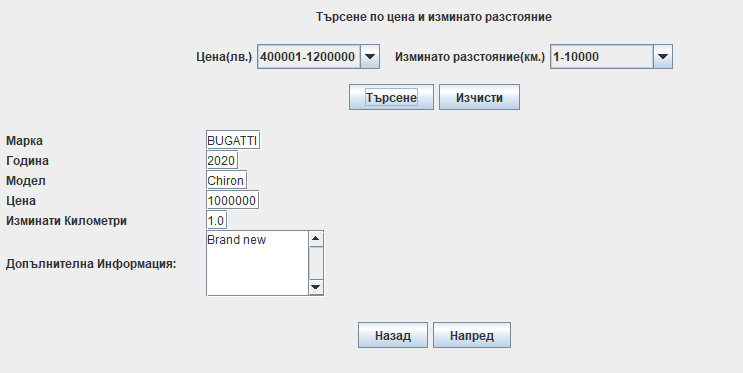 Търсене по цена и изминато разстояние
Цена(лв.) 400001-1200000 Изминато разстояние(км.) 1-10000
Търсене Изчисти
Марка BUGATTI
Година 2020
Модел Chiron
Цена 1000000
Изминати Километри 1.0
Brand new
Допълнителна Информация:
Назад Напред